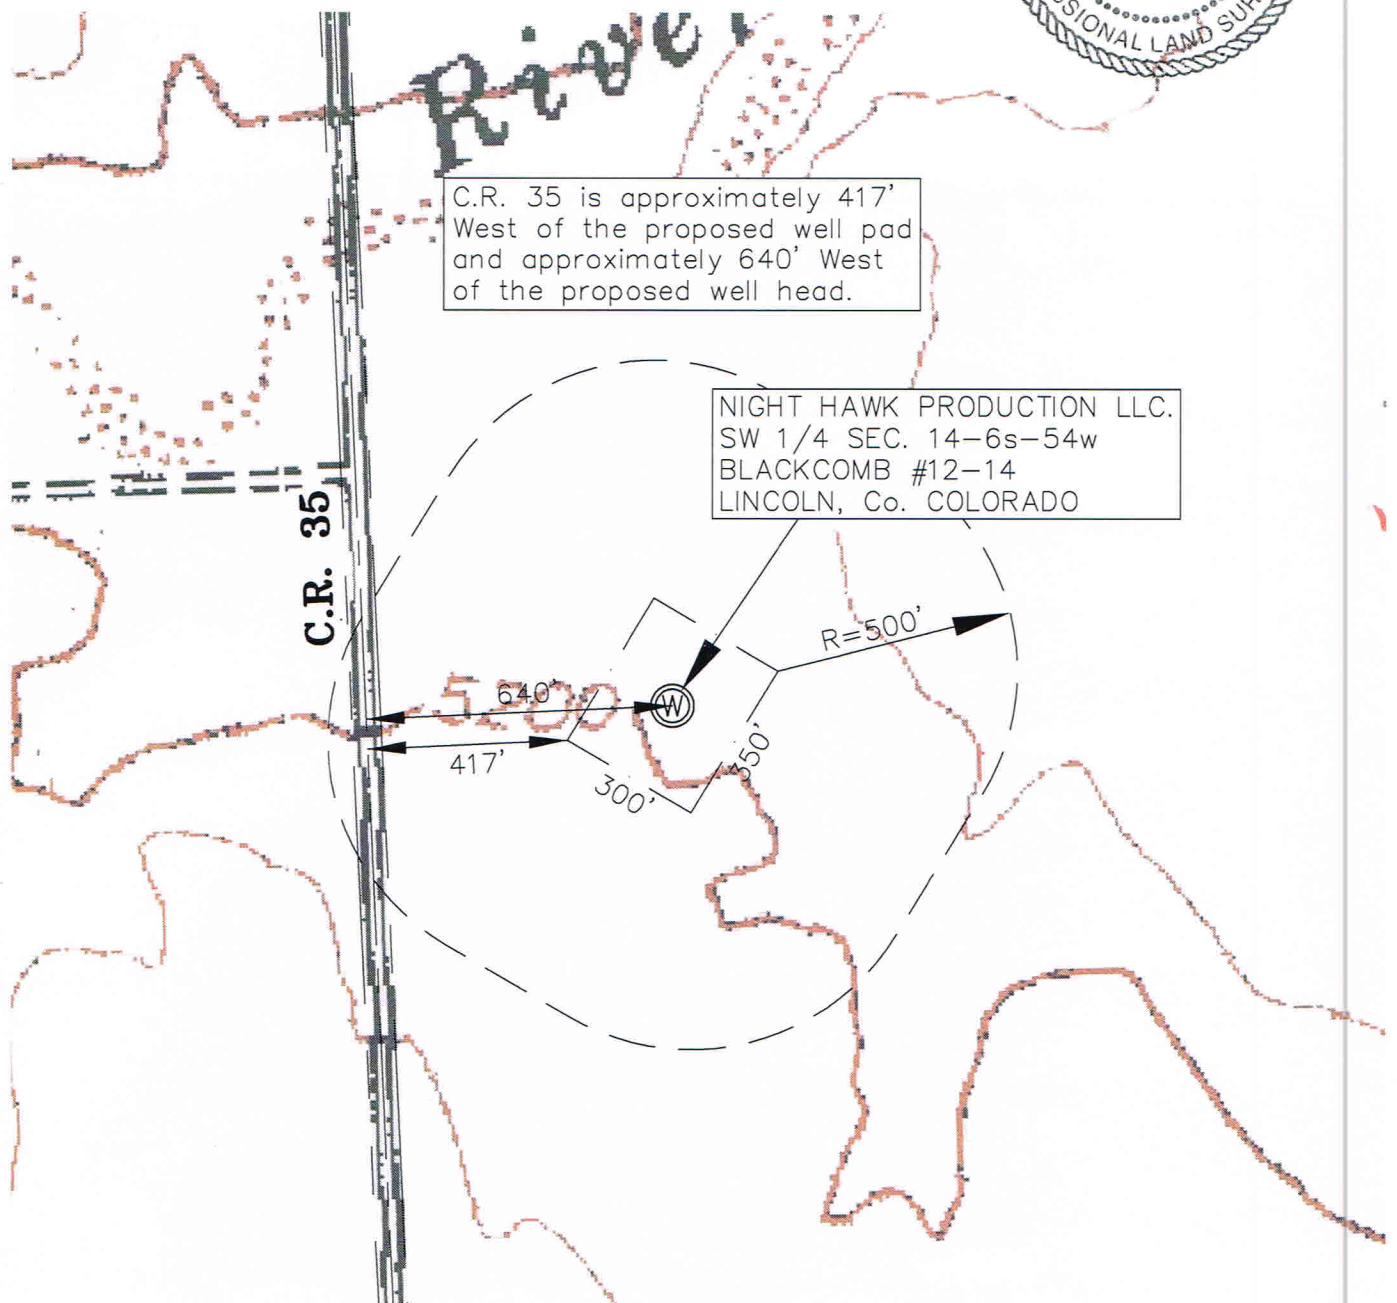 SSIONAL LAND SUR
River
C.R. 35 is approximately 417'
West of the proposed well pad
and approximately 640' West
of the proposed well head.
NIGHT HAWK PRODUCTION LLC.
SW 1/4 SEC. 14-6s-54w
BLACKCOMB #12-14
LINCOLN, Co. COLORADO
C.R. 35
R=500'
5200
640'
W
417'
350'
300'